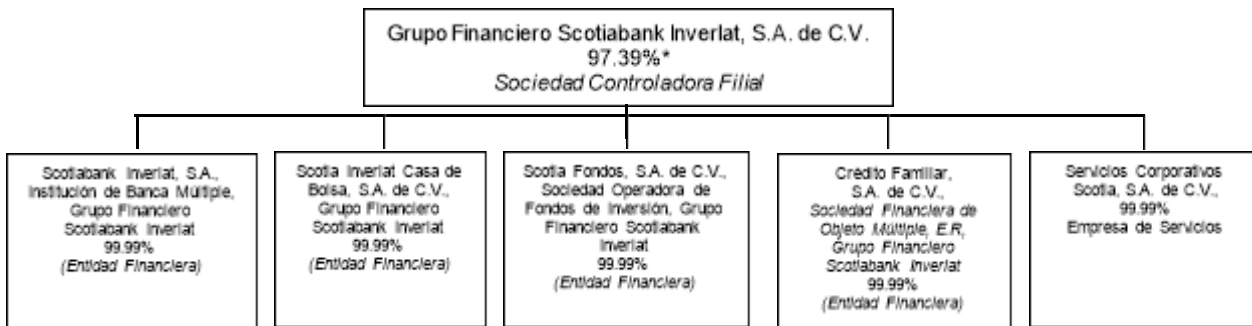 Grupo Financiero Scotiabank Inverlat, S.A. de C.V.
97.39%*
Sociedad Controladora Filial
Scotiabank Inverlat, S.A.,
Institución de Banca Múltiple,
Grupo Financiero
Scotiabank Inverlat
99.99%
(Entidad Financiera)
Scotia Inverlat Casa de
Bolsa, S.A. de C.V.,
Grupo Financiero
Scotiabank Inverlat
99.99%
(Entidad Financiera)
Scotia Fondos, S.A. de C.V.,
Sociedad Operadora de
Fondos de Inversión, Grupo
Financiero Scotiabank
Inverlat
99.99%
(Entidad Financiera)
Crédito Familiar,
S.A. de C.V.,
Sociedad Financiera de
Objeto Múltiple, E.R,
Grupo Financiero
Scotiabank Inverlat
99.99%
(Entidad Financiera)
Servicios Corporativos
Scotia, S.A. de C.V.,
99.99%
Empresa de Servicios